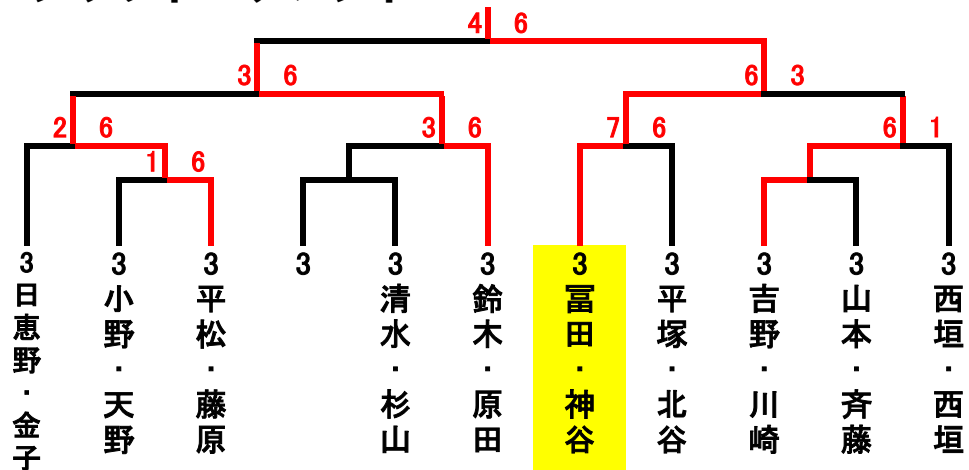 4 6
3 6
6 3
2 6
3 6
7 6
6 1
1 6
3 3 3 3 3 3 3 3 3 3 3
日恵野・金子
小野・天野
平松・藤原
清水・杉山
鈴木・原田
冨田・神谷
平塚・北谷
吉野・川崎
山本・斉藤
西垣・西垣